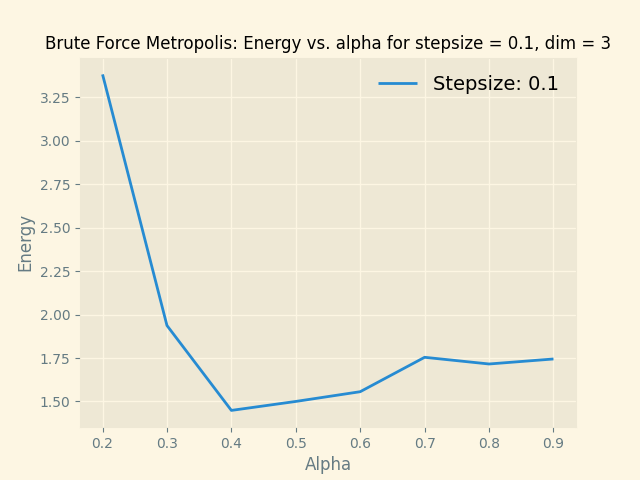 Brute Force Metropolis: Energy vs. alpha for stepsize = 0.1, dim = 3
Stepsize: 0.1
3.25
3.00
2.75
2.50
2.25
2.00
1.75
1.50
Energy
0.2 0.3 0.4 0.5 0.6 0.7 0.8 0.9
Alpha